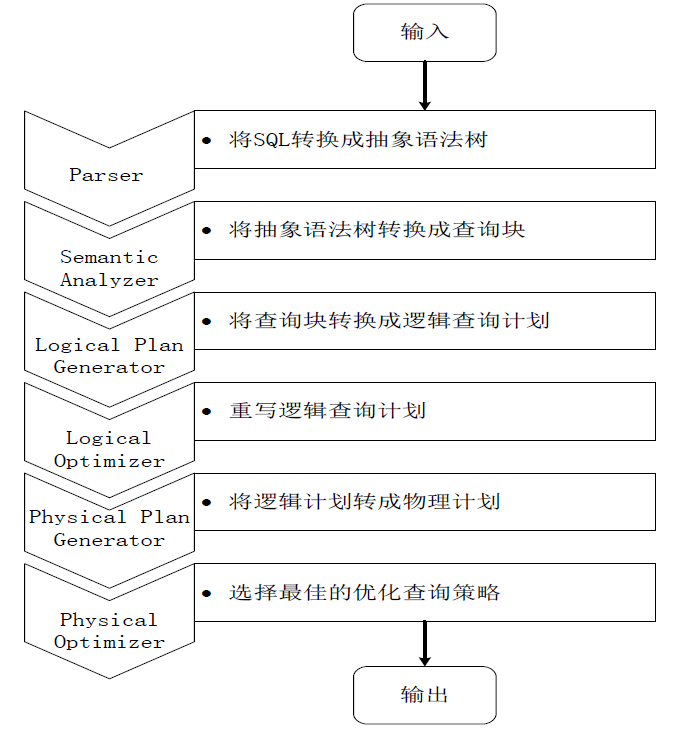 输入
Parser
• 将SQL转换成抽象语法树
Semantic
Analyzer
• 将抽象语法树转换成查询块
Logical Plan
Generator
• 将查询块转换成逻辑查询计划
Logical
Optimizer
• 重写逻辑查询计划
Physical Plan
Generator
• 将逻辑计划转成物理计划
Physical
Optimizer
• 选择最佳的优化查询策略
输出